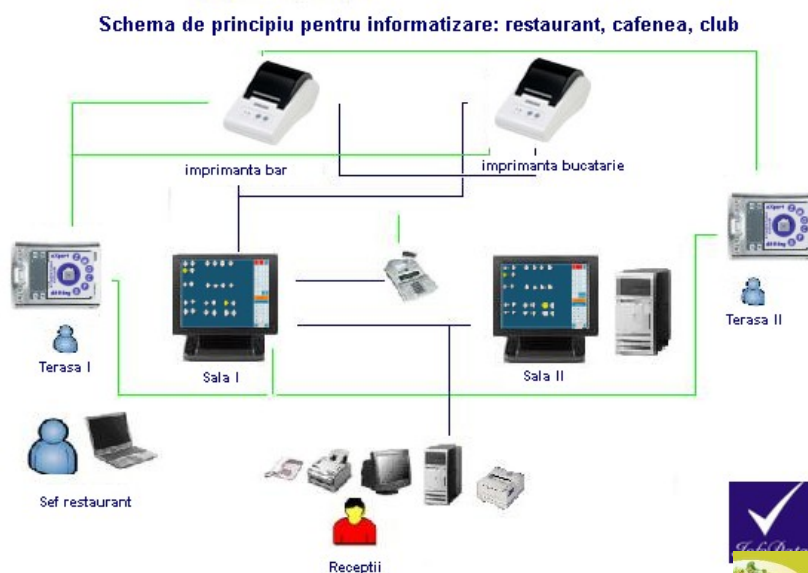 Schema de principiu pentru informatizare: restaurant, cafenea, club
imprimanta bar
imprimanta bucatarie
Terasa I
Sala I
Sala II
Terasa II
Sef restaurant
Receptii